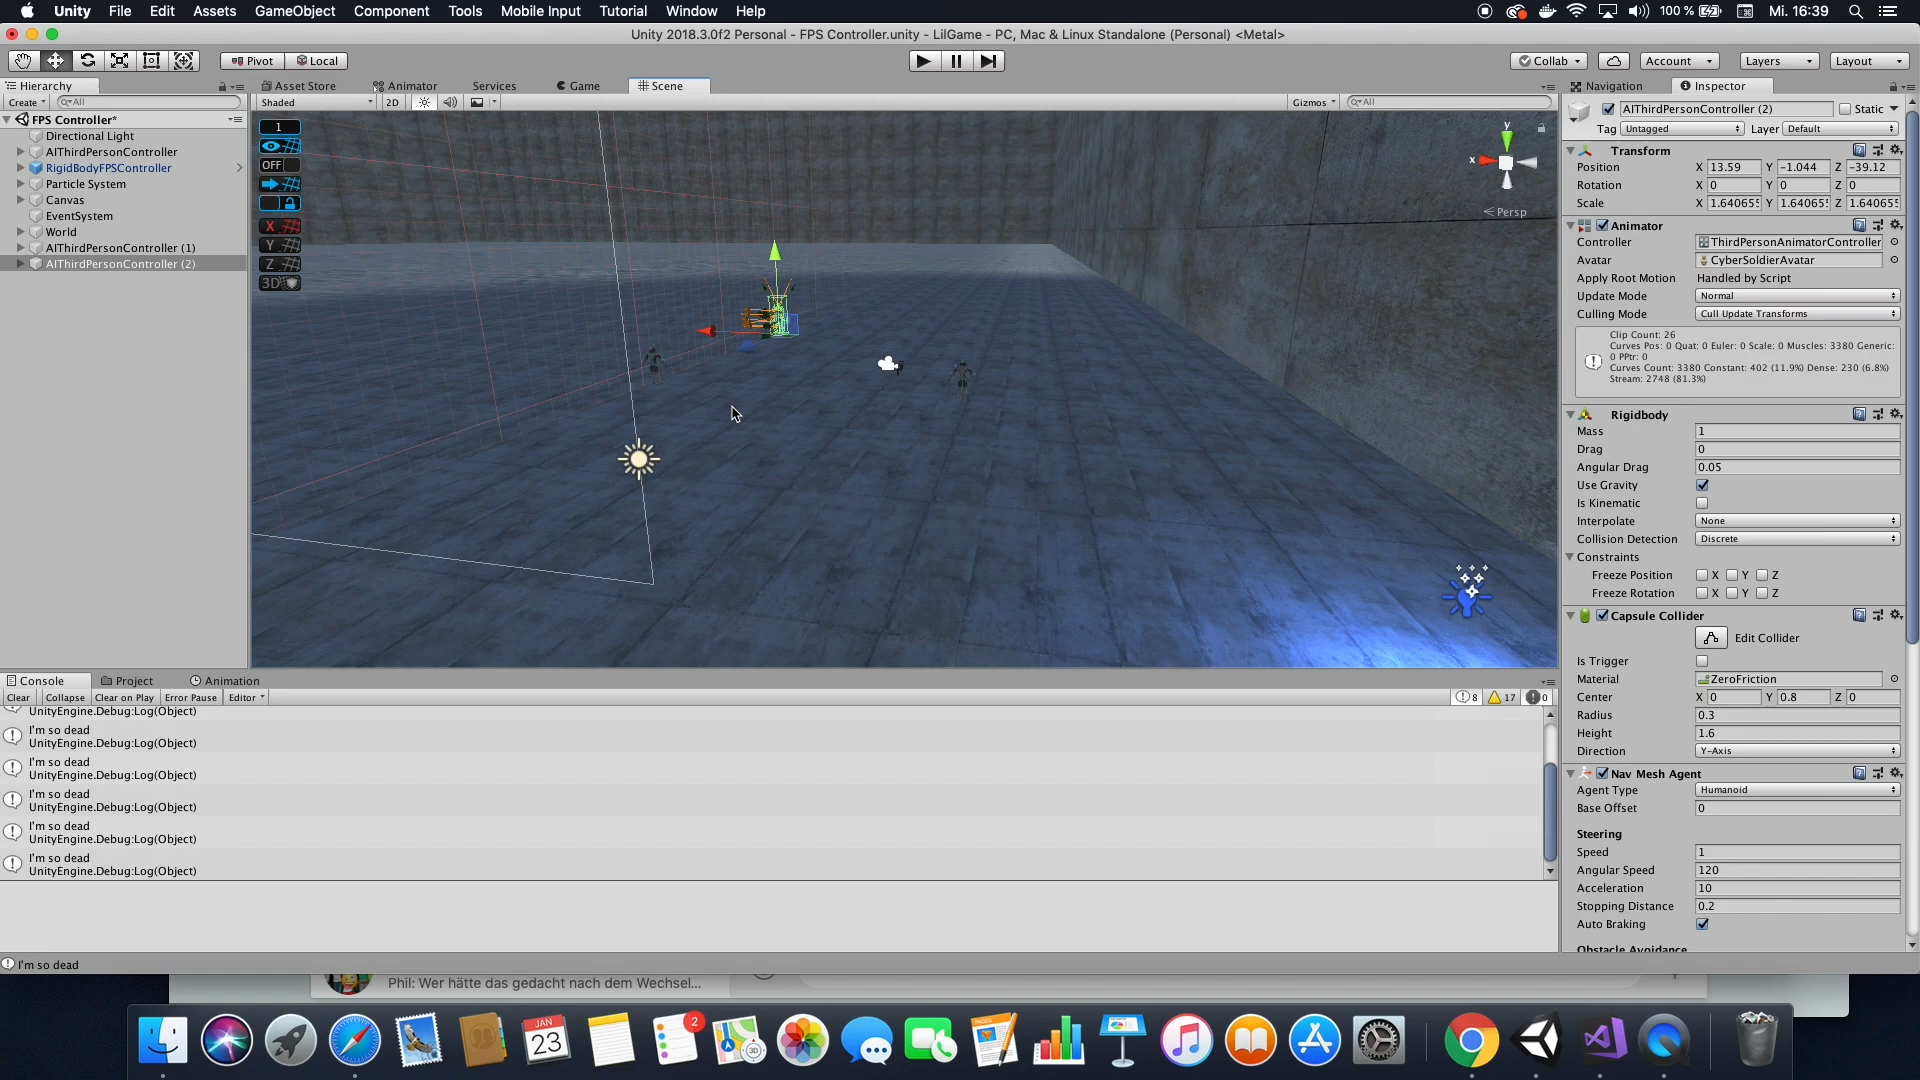 Unity File Edit Assets GameObject Component Tools Mobile Input Tutorial Window Help 100 % Mi. 16:39
Unity 2018.3.0f2 Personal - FPS Controller.unity - LilGame - PC, Mac & Linux Standalone (Personal) <Metal>
Pivot Local Collab Account Layers Layout
Hierarchy Asset Store Animator Services Game Scene Navigation Inspector
Create All Shaded 2D Gizmos All
FPS Controller*
Directional Light
AIThirdPersonController
RigidBodyFPSController
Particle System
Canvas
EventSystem
World
AIThirdPersonController (1)
AIThirdPersonController (2)
1
OFF
X
Y
Z
3D
y
x
Persp
AIThirdPersonController (2) Static
Tag Untagged Layer Default
Transform
Position X 13.59 Y -1.044 Z -39.12
Rotation X 0 Y 0 Z 0
Scale X 1.64065 Y 1.64065 Z 1.64065
Animator
Controller ThirdPersonAnimatorController
Avatar CyberSoldierAvatar
Apply Root Motion Handled by Script
Update Mode Normal
Culling Mode Cull Update Transforms
Clip Count: 26
Curves Pos: 0 Quat: 0 Euler: 0 Scale: 0 Muscles: 3380 Generic:
0 PPtr: 0
Curves Count: 3380 Constant: 402 (11.9%) Dense: 230 (6.8%)
Stream: 2748 (81.3%)
Rigidbody
Mass 1
Drag 0
Angular Drag 0.05
Use Gravity
Is Kinematic
Interpolate None
Collision Detection Discrete
Constraints
Freeze Position X Y Z
Freeze Rotation X Y Z
Capsule Collider
Edit Collider
Is Trigger
Material ZeroFriction
Center X 0 Y 0.8 Z 0
Radius 0.3
Height 1.6
Direction Y-Axis
Nav Mesh Agent
Agent Type Humanoid
Base Offset 0
Steering
Speed 1
Angular Speed 120
Acceleration 10
Stopping Distance 0.2
Auto Braking
Obstacle Avoidance
Console Project Animation
Clear Collapse Clear on Play Error Pause Editor 8 17 0
UnityEngine.Debug:Log(Object)
I'm so dead
UnityEngine.Debug:Log(Object)
I'm so dead
UnityEngine.Debug:Log(Object)
I'm so dead
UnityEngine.Debug:Log(Object)
I'm so dead
UnityEngine.Debug:Log(Object)
I'm so dead
UnityEngine.Debug:Log(Object)
I'm so dead
Phil: Wer hätte das gedacht nach dem Wechsel...
JAN
23
2
3D